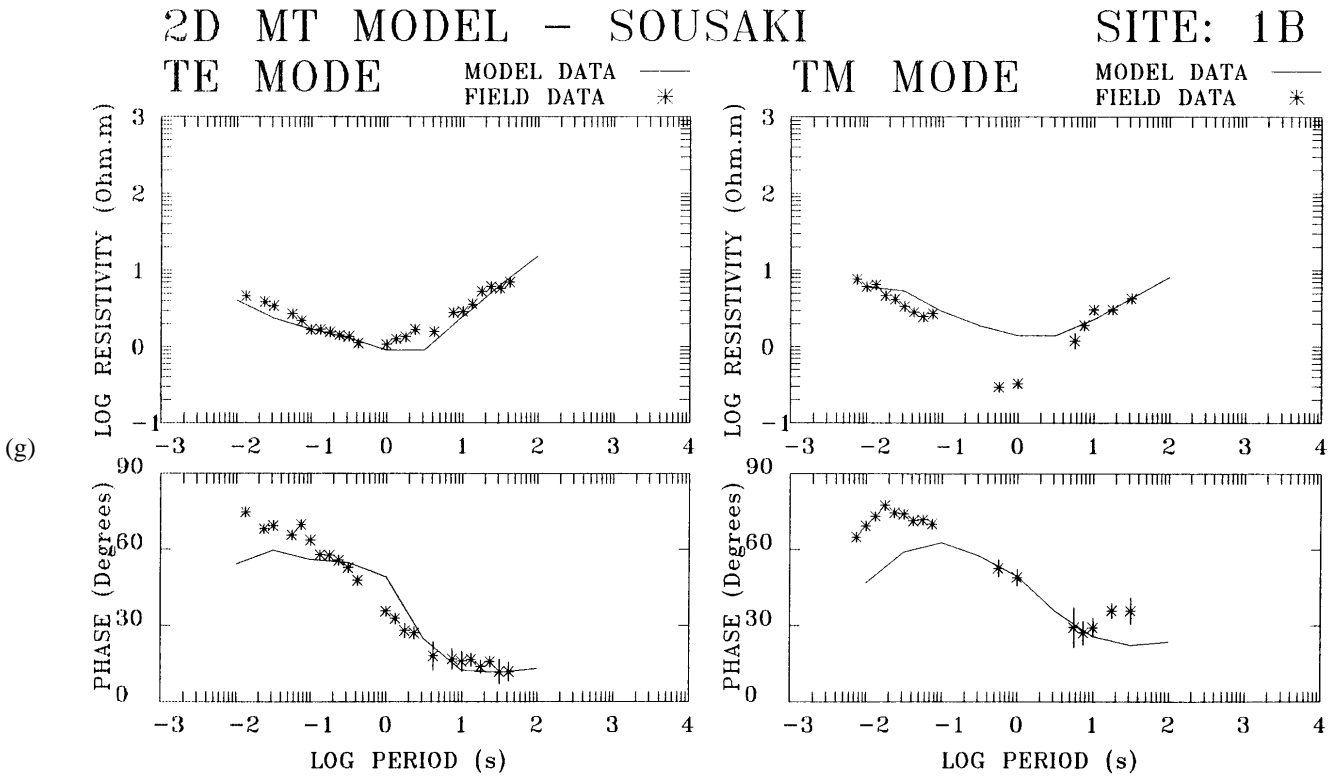 2D MT MODEL - SOUSAKI SITE: 1B
TE MODE
MODEL DATA
FIELD DATA
TM MODE
MODEL DATA
FIELD DATA
LOG RESISTIVITY (Ohm.m)
3
2
1
0
-1
-3 -2 -1 0 1 2 3 4
LOG RESISTIVITY (Ohm.m)
3
2
1
0
-1
-3 -2 -1 0 1 2 3 4
(g)
PHASE (Degrees)
90
60
30
0
-3 -2 -1 0 1 2 3 4
LOG PERIOD (s)
PHASE (Degrees)
90
60
30
0
-3 -2 -1 0 1 2 3 4
LOG PERIOD (s)